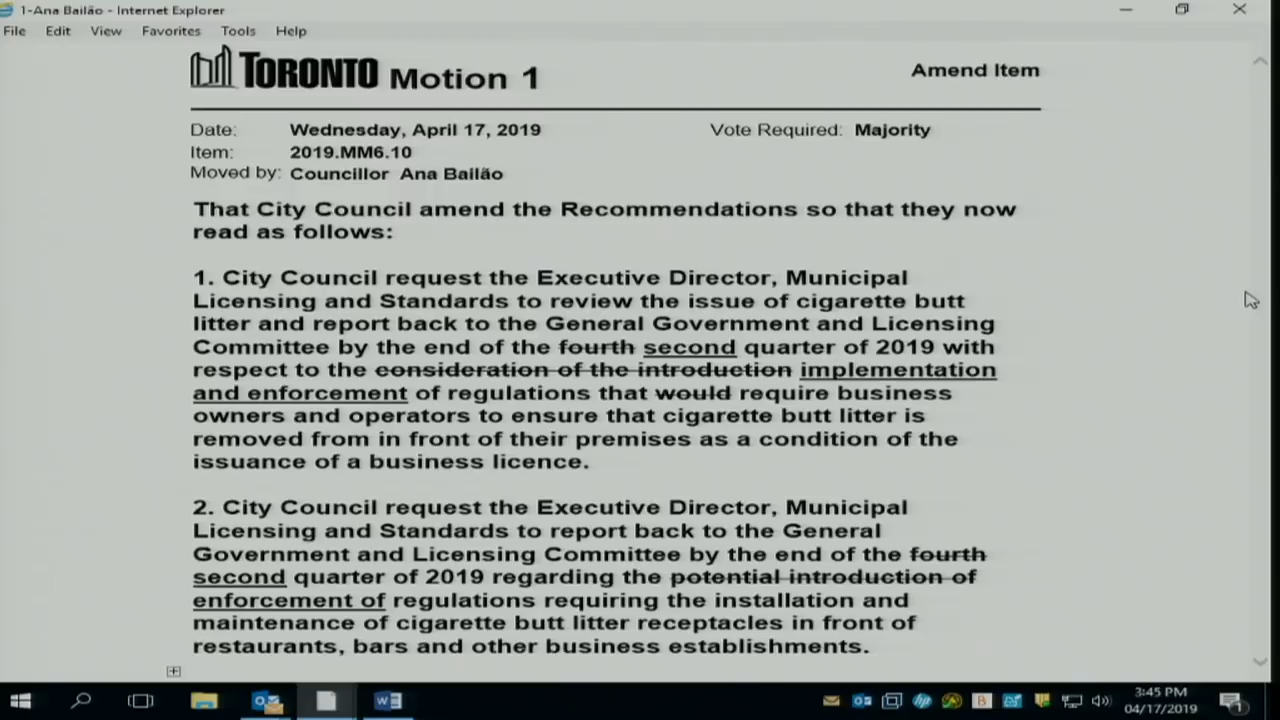 1-Ana Bailão - Internet Explorer
File Edit View Favorites Tools Help
TORONTO Motion 1
Amend Item
Date: Wednesday, April 17, 2019
Vote Required: Majority
Item: 2019.MM6.10
Moved by: Councillor Ana Bailão
That City Council amend the Recommendations so that they now
read as follows:
1. City Council request the Executive Director, Municipal
Licensing and Standards to review the issue of cigarette butt
litter and report back to the General Government and Licensing
Committee by the end of the fourth second quarter of 2019 with
respect to the consideration of the introduction implementation
and enforcement of regulations that would require business
owners and operators to ensure that cigarette butt litter is
removed from in front of their premises as a condition of the
issuance of a business licence.
2. City Council request the Executive Director, Municipal
Licensing and Standards to report back to the General
Government and Licensing Committee by the end of the fourth
second quarter of 2019 regarding the potential introduction of
enforcement of regulations requiring the installation and
maintenance of cigarette butt litter receptacles in front of
restaurants, bars and other business establishments.
3:45 PM
04/17/2019